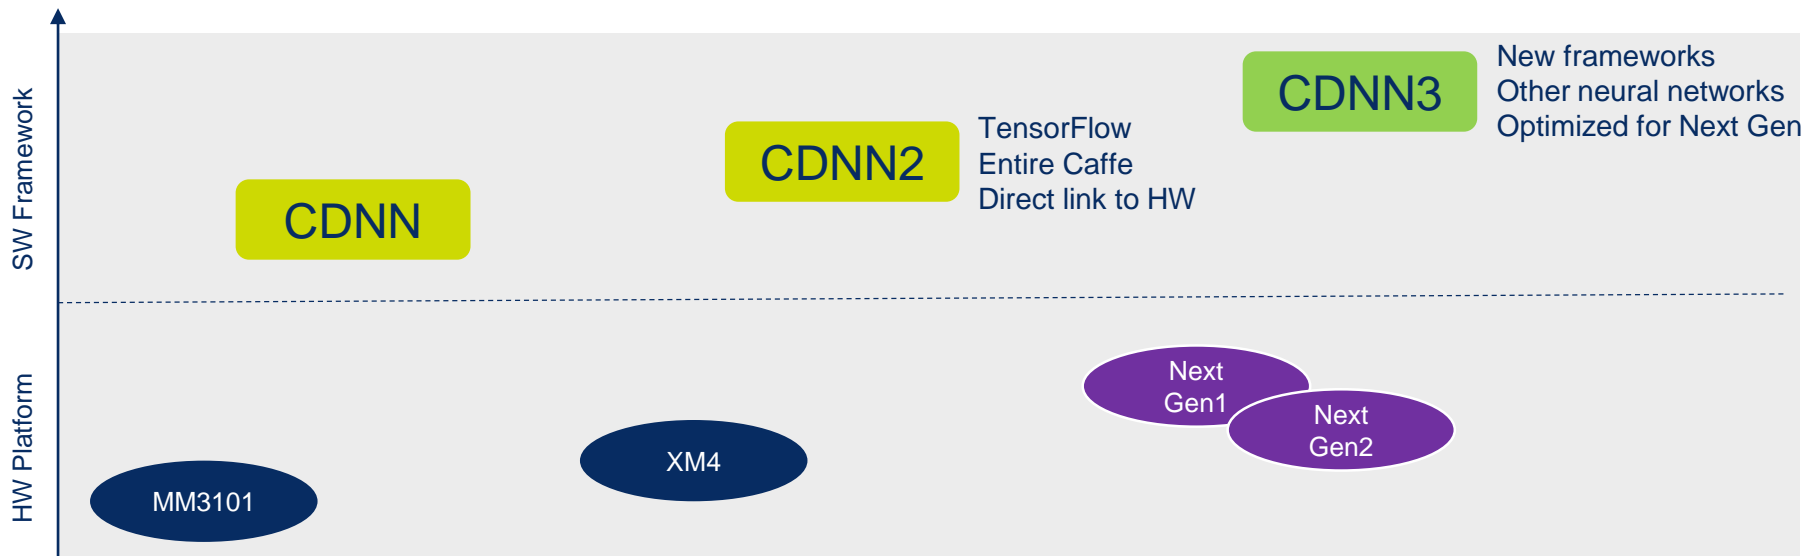 SW Framework
CDNN
CDNN2
TensorFlow
Entire Caffe
Direct link to HW
CDNN3
New frameworks
Other neural networks
Optimized for Next Gen
HW Platform
MM3101
XM4
Next
Gen1
Next
Gen2